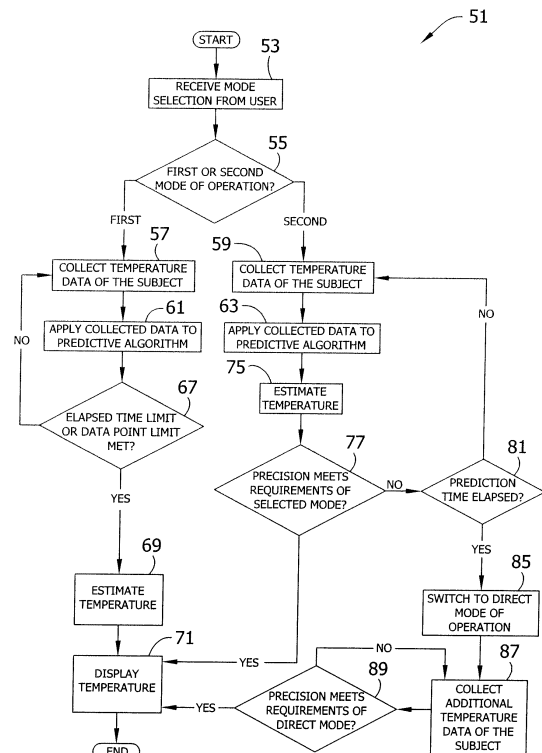 51
START
53
RECEIVE MODE
SELECTION FROM USER
55
FIRST OR SECOND
MODE OF OPERATION?
FIRST
SECOND
57
COLLECT TEMPERATURE
DATA OF THE SUBJECT
59
COLLECT TEMPERATURE
DATA OF THE SUBJECT
61
APPLY COLLECTED DATA TO
PREDICTIVE ALGORITHM
63
APPLY COLLECTED DATA TO
PREDICTIVE ALGORITHM
NO
NO
67
ELAPSED TIME LIMIT
OR DATA POINT LIMIT
MET?
75
ESTIMATE
TEMPERATURE
77
PRECISION MEETS
REQUIREMENTS OF
SELECTED MODE?
NO
81
PREDICTION
TIME ELAPSED?
YES
YES
69
ESTIMATE
TEMPERATURE
85
SWITCH TO DIRECT
MODE OF
OPERATION
71
DISPLAY
TEMPERATURE
YES
NO
89
PRECISION MEETS
REQUIREMENTS OF
DIRECT MODE?
YES
87
COLLECT
ADDITIONAL
TEMPERATURE
DATA OF THE
SUBJECT
END